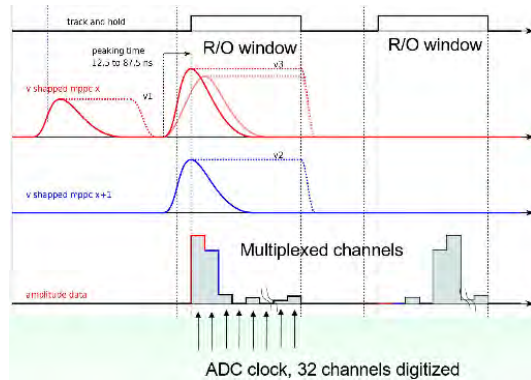 track and hold
peaking time
12.5 to 87.5 ns
R/O window
R/O window
v3
v shapped mppc x
v1
v2
v shapped mppc x+1
Multiplexed channels
amplitude data
ADC clock, 32 channels digitized